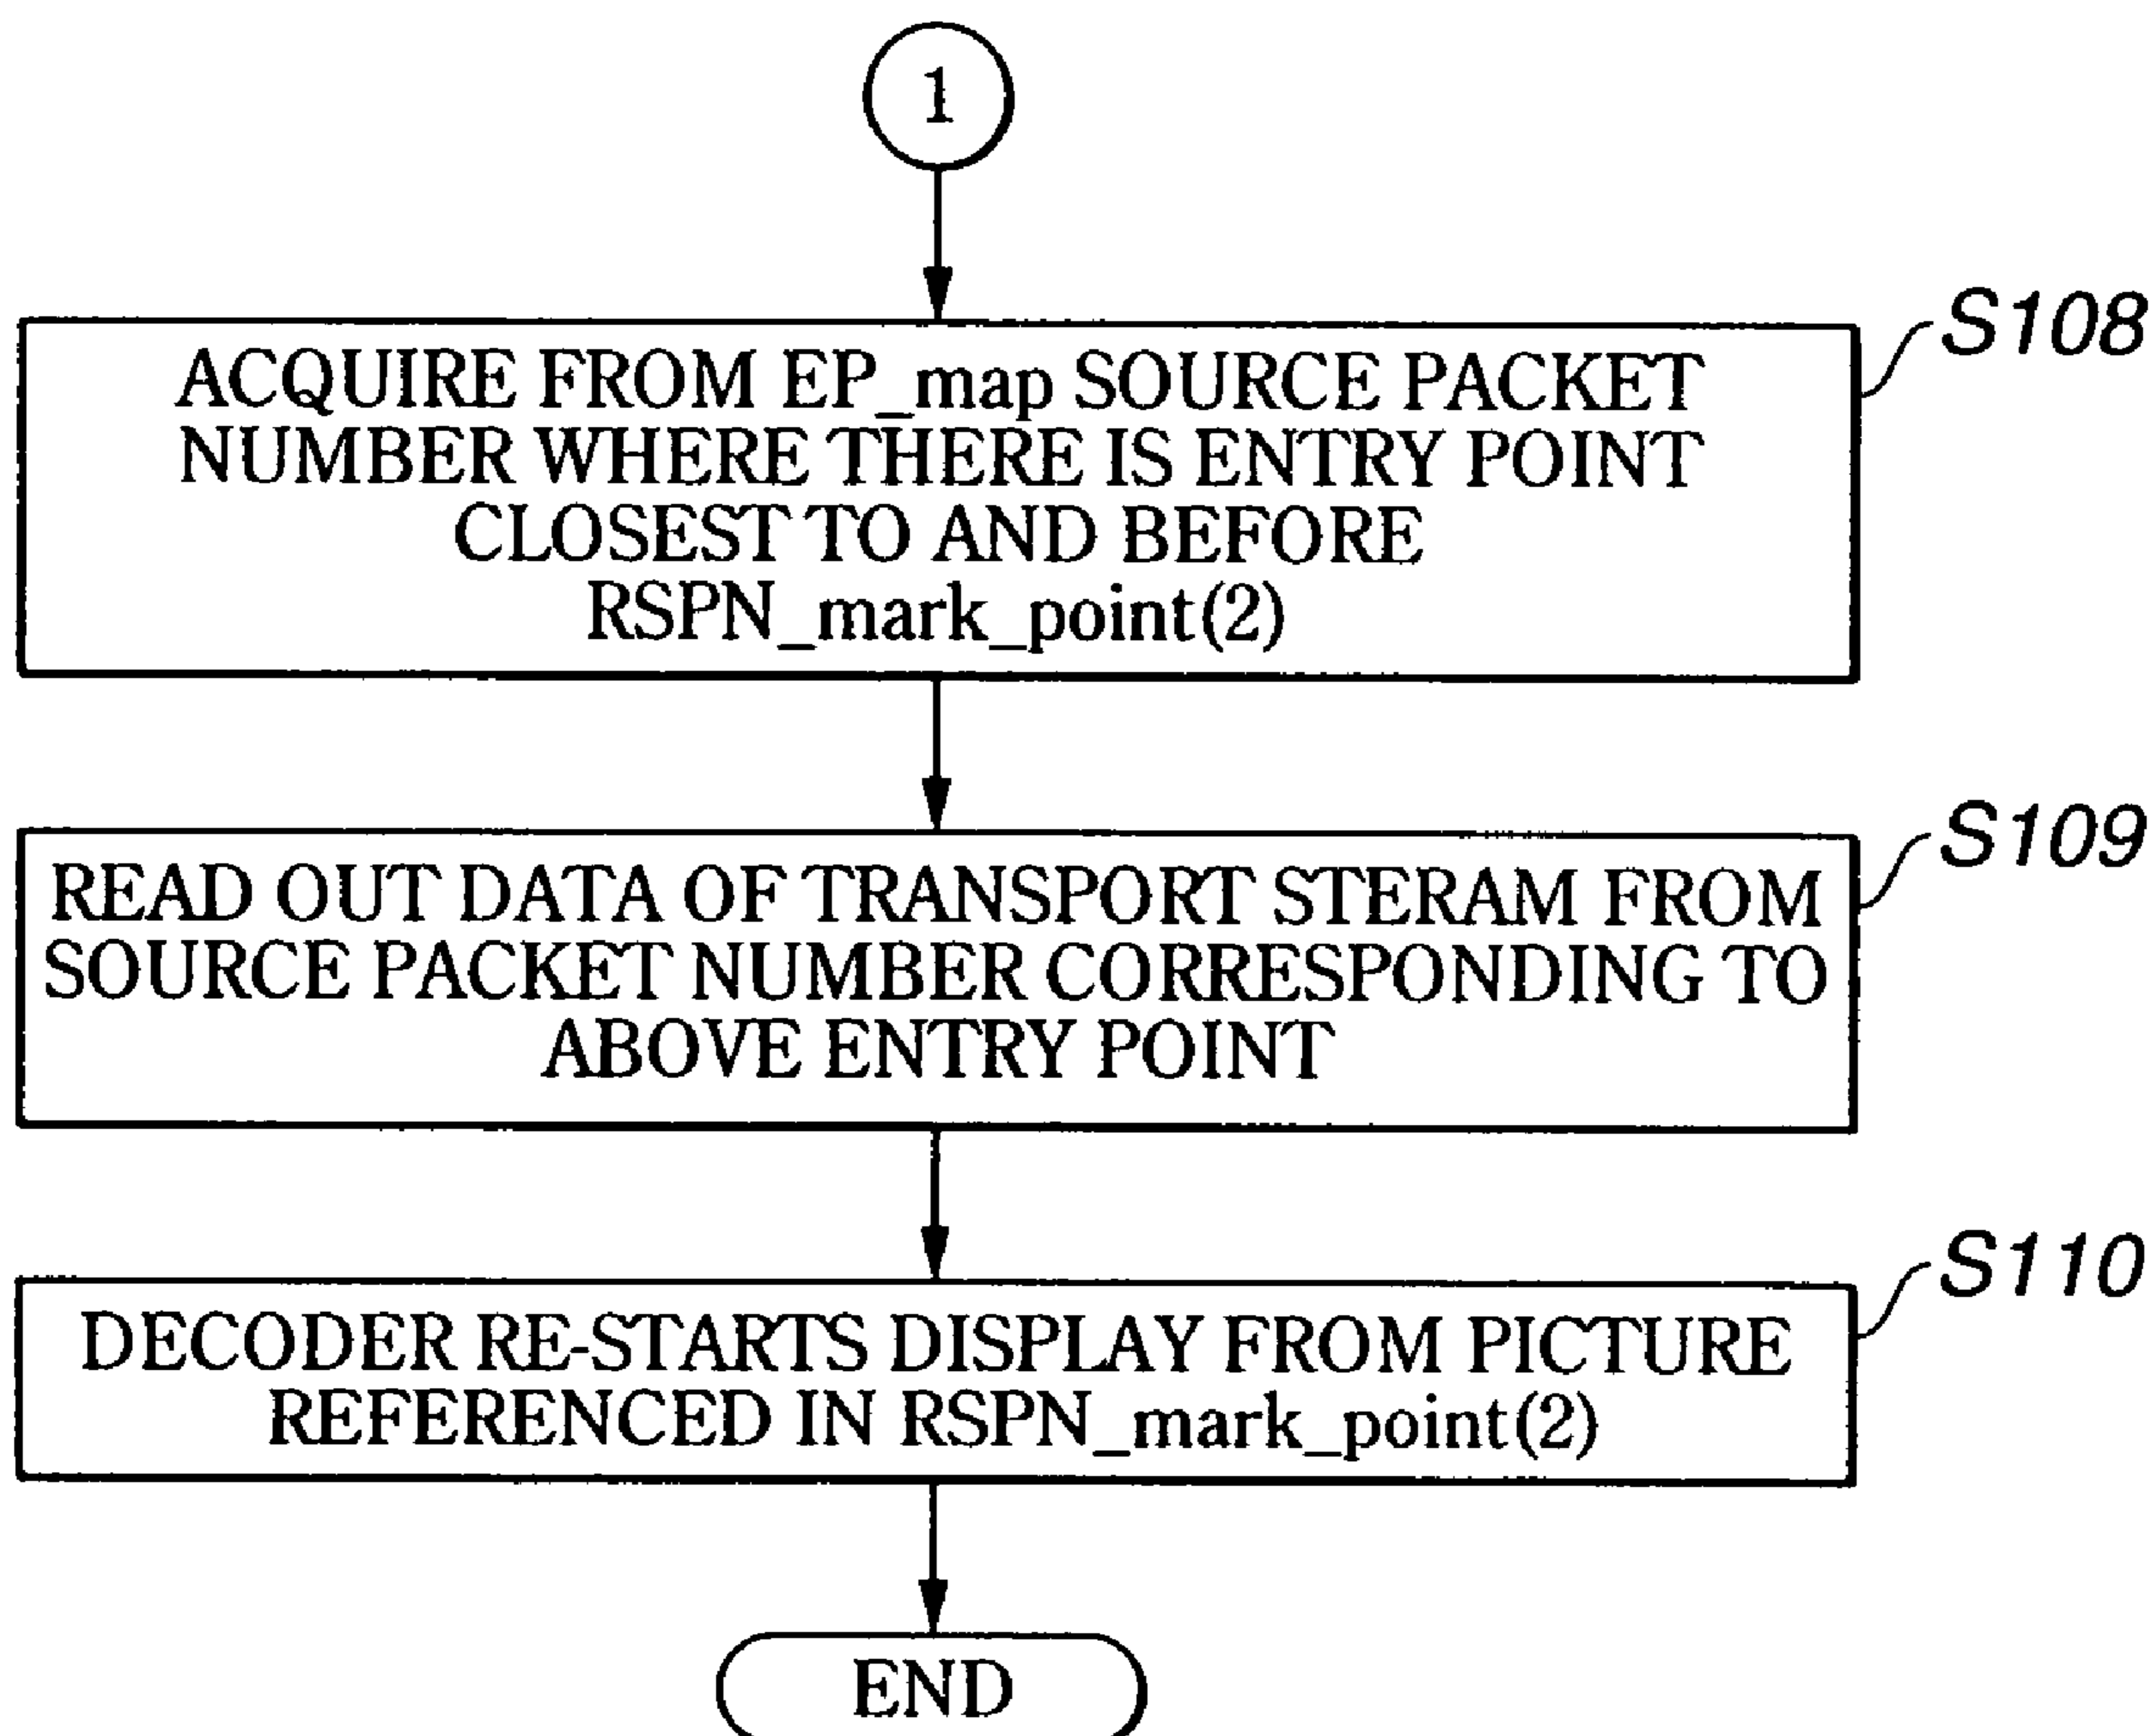 1
S108
ACQUIRE FROM EP_map SOURCE PACKET
NUMBER WHERE THERE IS ENTRY POINT
CLOSEST TO AND BEFORE
RSPN_mark_point(2)
S109
READ OUT DATA OF TRANSPORT STERAM FROM
SOURCE PACKET NUMBER CORRESPONDING TO
ABOVE ENTRY POINT
S110
DECODER RE-STARTS DISPLAY FROM PICTURE
REFERENCED IN RSPN_mark_point(2)
END